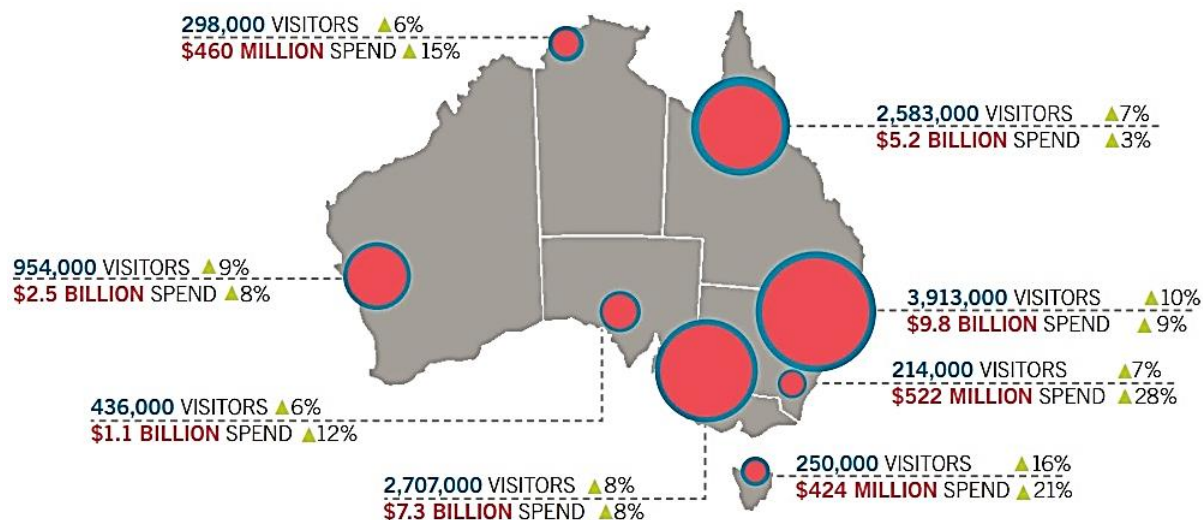 298,000 VISITORS ▲6%
$460 MILLION SPEND ▲15%
2,583,000 VISITORS ▲7%
$5.2 BILLION SPEND ▲3%
954,000 VISITORS ▲9%
$2.5 BILLION SPEND ▲8%
3,913,000 VISITORS ▲10%
$9.8 BILLION SPEND ▲9%
214,000 VISITORS ▲7%
$522 MILLION SPEND ▲28%
436,000 VISITORS ▲6%
$1.1 BILLION SPEND ▲12%
250,000 VISITORS ▲16%
$424 MILLION SPEND ▲21%
2,707,000 VISITORS ▲8%
$7.3 BILLION SPEND ▲8%